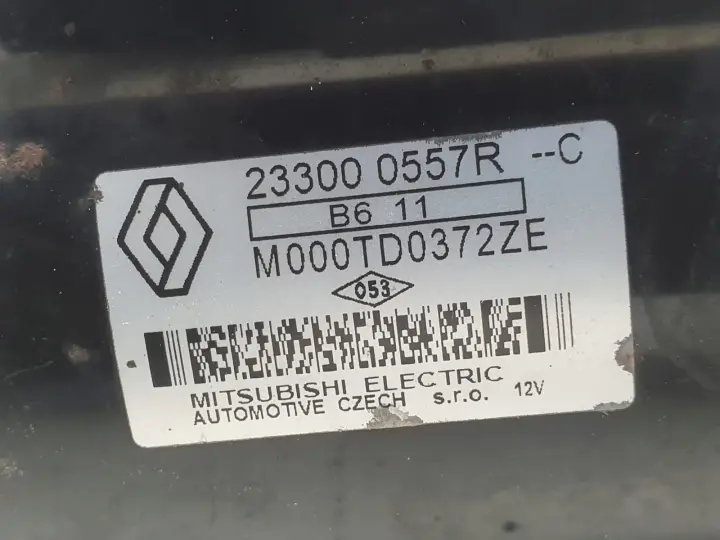 23300 0557R --C
B6 11
M000TD0372ZE
053
MITSUBISHI ELECTRIC
AUTOMOTIVE CZECH s.r.o. 12V